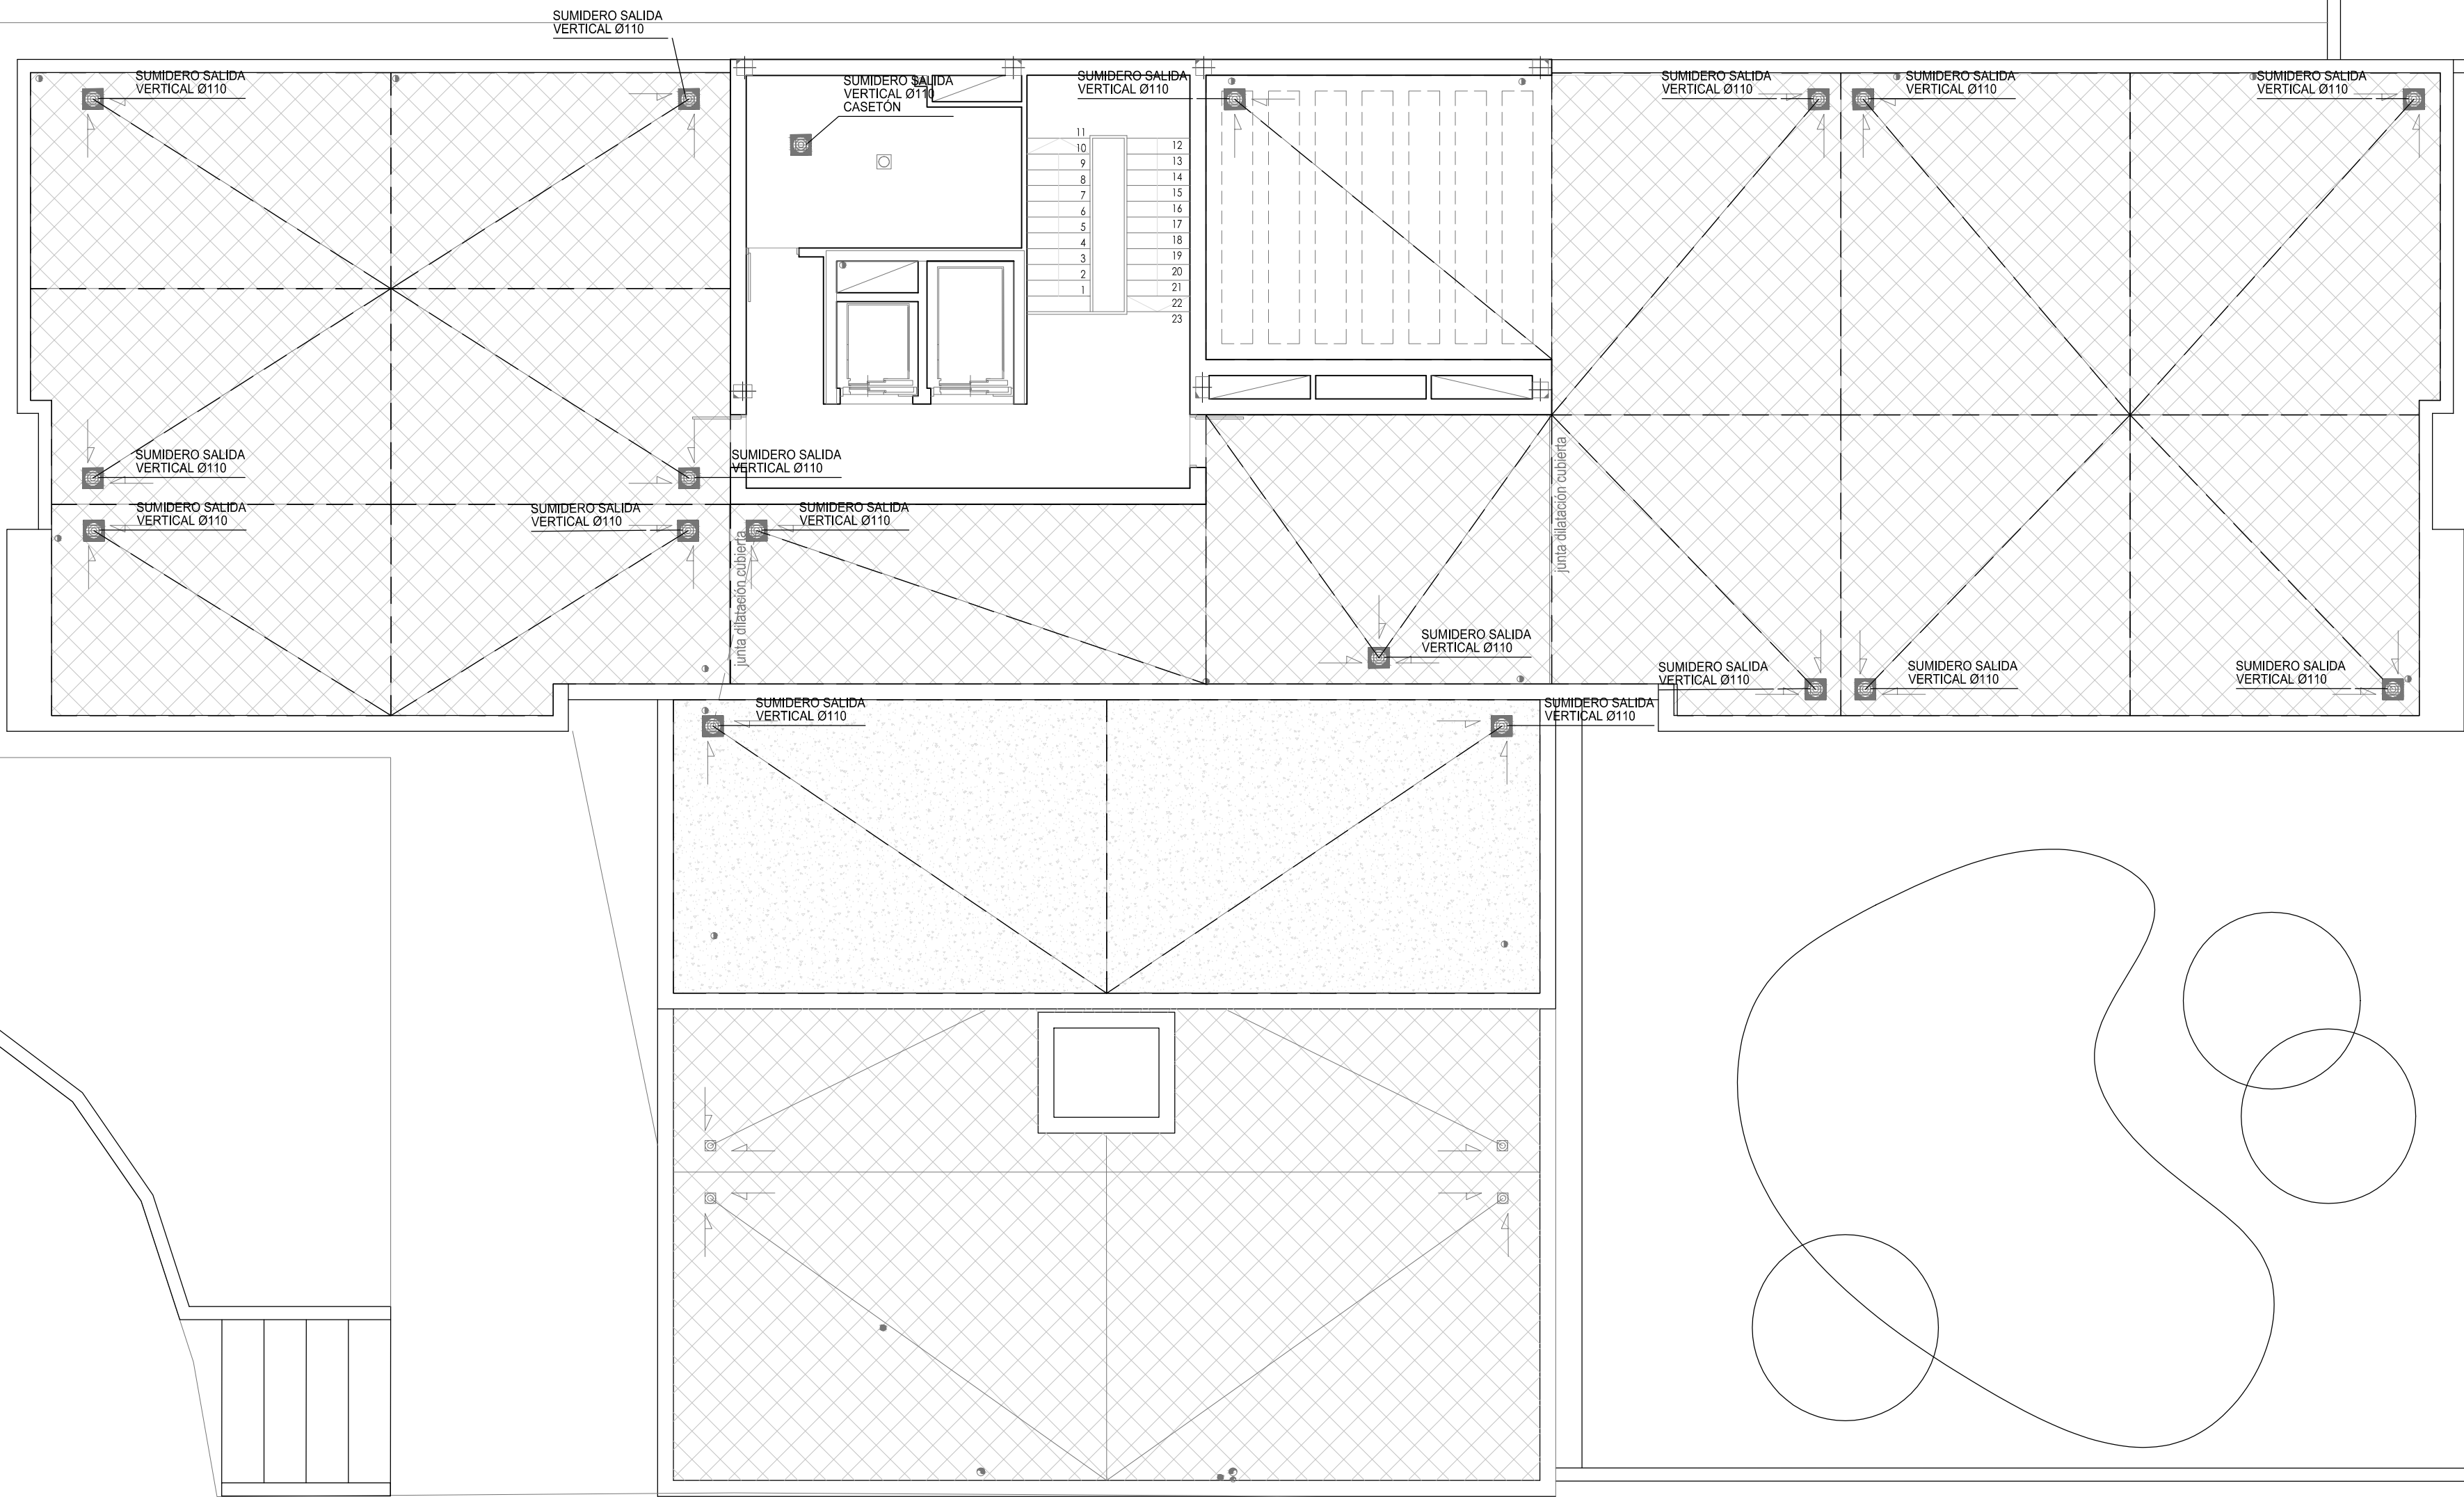 SUMIDERO SALIDA
VERTICAL Ø110
SUMIDERO SALIDA
VERTICAL Ø110
SUMIDERO SALIDA
VERTICAL Ø110
CASETÓN
SUMIDERO SALIDA
VERTICAL Ø110
SUMIDERO SALIDA
VERTICAL Ø110
SUMIDERO SALIDA
VERTICAL Ø110
SUMIDERO SALIDA
VERTICAL Ø110
11
10
9
8
7
6
5
4
3
2
1
12
13
14
15
16
17
18
19
20
21
22
23
SUMIDERO SALIDA
VERTICAL Ø110
SUMIDERO SALIDA
VERTICAL Ø110
junta dilatación cubierta
SUMIDERO SALIDA
VERTICAL Ø110
SUMIDERO SALIDA
VERTICAL Ø110
SUMIDERO SALIDA
VERTICAL Ø110
junta dilatación cubierta
SUMIDERO SALIDA
VERTICAL Ø110
SUMIDERO SALIDA
VERTICAL Ø110
SUMIDERO SALIDA
VERTICAL Ø110
SUMIDERO SALIDA
VERTICAL Ø110
SUMIDERO SALIDA
VERTICAL Ø110
SUMIDERO SALIDA
VERTICAL Ø110